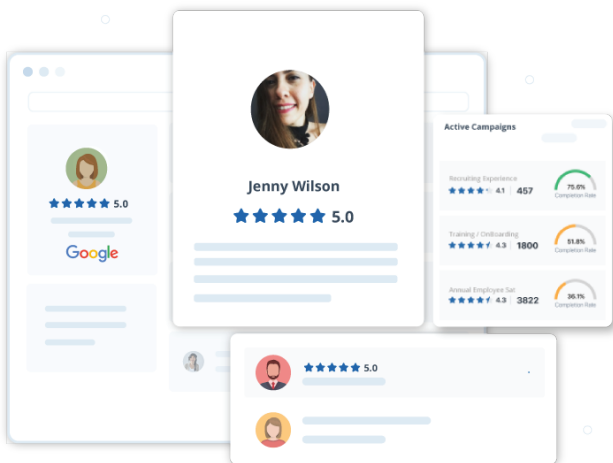 Jenny Wilson
5.0
5.0
Google
Active Campaigns
Recruiting Experience
4.1 457
75.6%
Completion Rate
Training / Onboarding
4.3 1800
51.8%
Completion Rate
Annual Employee Sat
4.3 3822
36.1%
Completion Rate
5.0